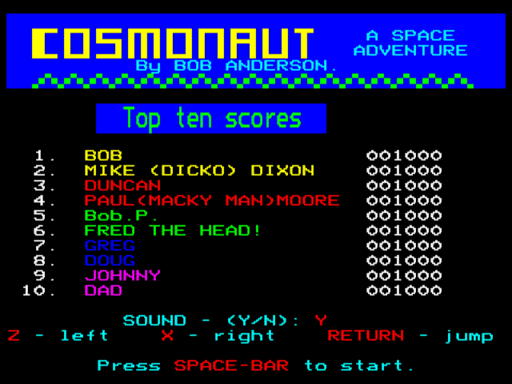 COSMONAUT
A SPACE
ADVENTURE
By BOB ANDERSON.
Top ten scores
1. BOB 001000
2. MIKE (DICKO) DIXON 001000
3. DUNCAN 001000
4. PAUL(MACKY MAN)MOORE 001000
5. Bob.P. 001000
6. FRED THE HEAD! 001000
7. GREG 001000
8. DOUG 001000
9. JOHNNY 001000
10. DAD 001000
SOUND - (Y/N): Y
Z - left X - right RETURN - jump
Press SPACE-BAR to start.